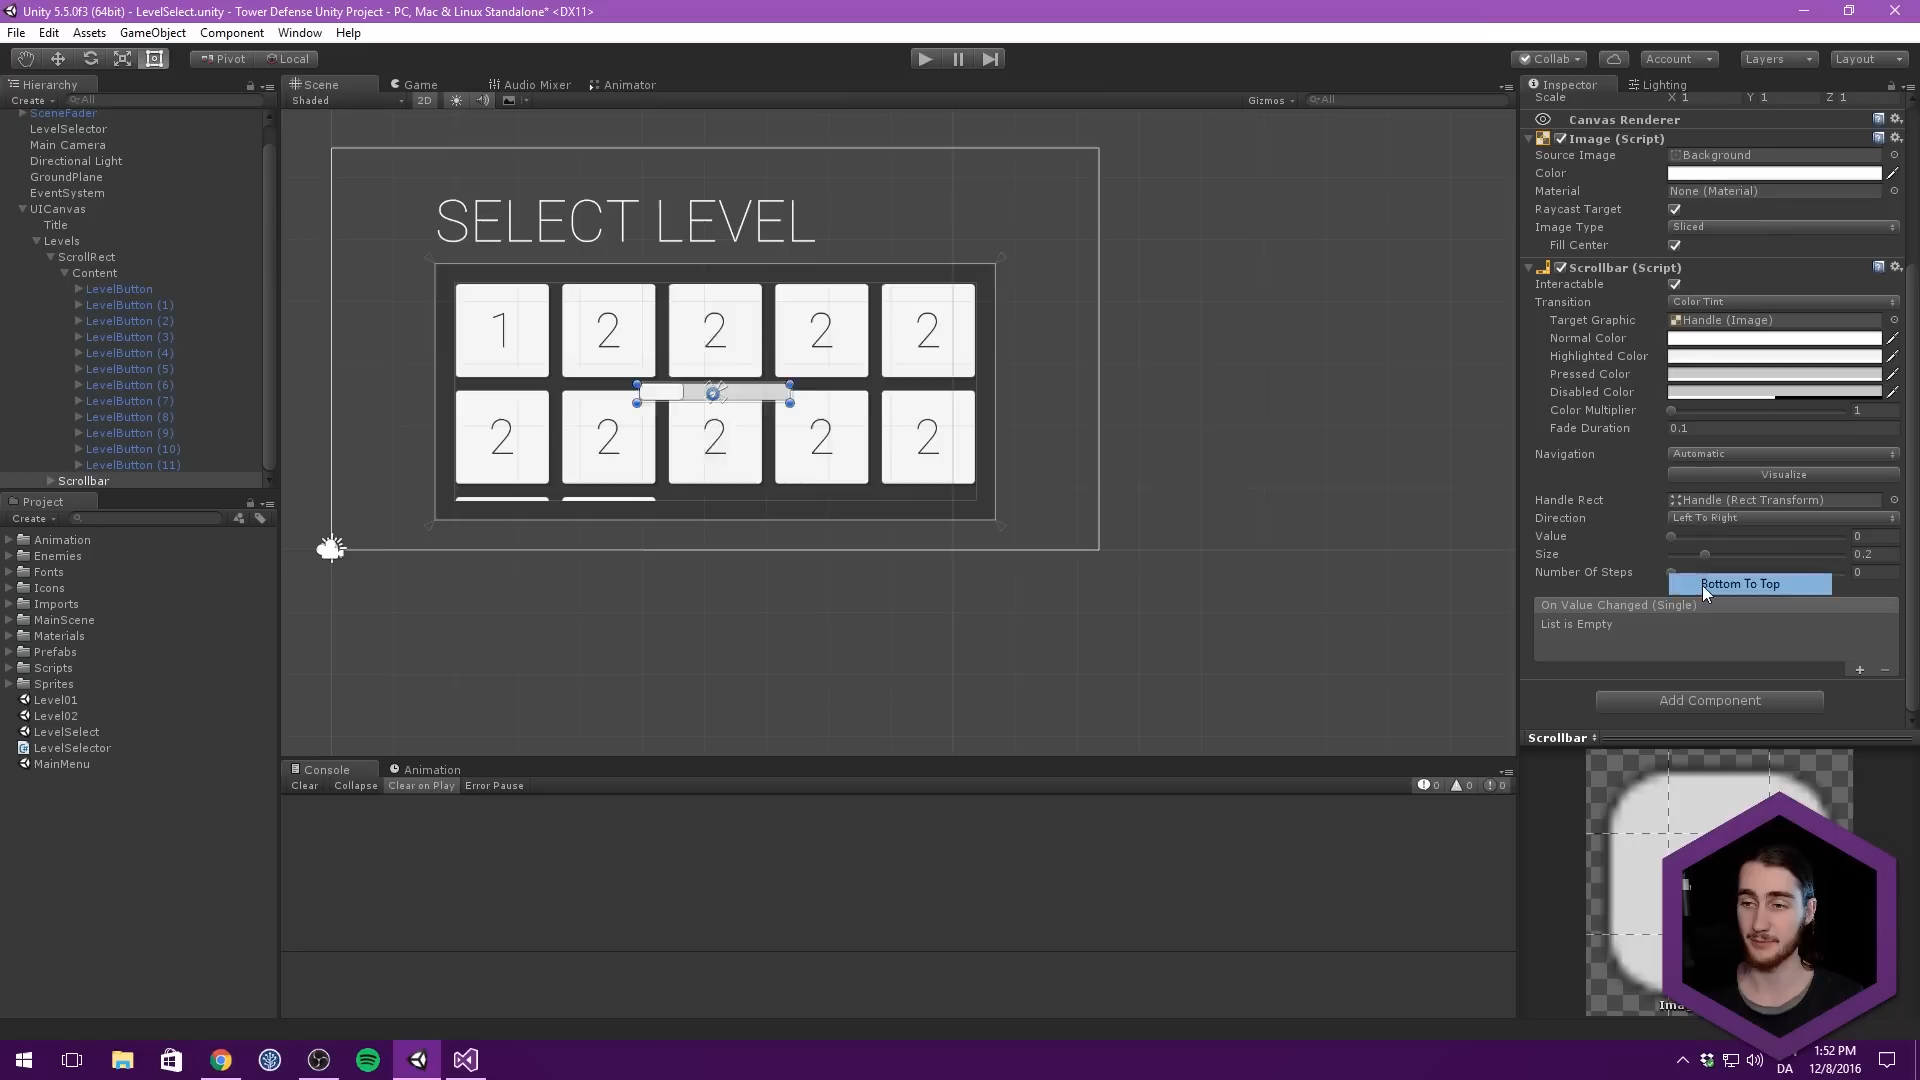 Unity 5.5.0f3 (64bit) - LevelSelect.unity - Tower Defense Unity Project - PC, Mac & Linux Standalone* <DX11>
File Edit Assets GameObject Component Window Help
Pivot Local Collab Account Layers Layout
Hierarchy
Create All
SceneFader
LevelSelector
Main Camera
Directional Light
GroundPlane
EventSystem
UICanvas
Title
Levels
ScrollRect
Content
LevelButton
LevelButton (1)
LevelButton (2)
LevelButton (3)
LevelButton (4)
LevelButton (5)
LevelButton (6)
LevelButton (7)
LevelButton (8)
LevelButton (9)
LevelButton (10)
LevelButton (11)
Scrollbar
Project
Create
Animation
Enemies
Fonts
Icons
Imports
MainScene
Materials
Prefabs
Scripts
Sprites
Level01
Level02
LevelSelect
LevelSelector
MainMenu
Scene Game Audio Mixer Animator
Shaded 2D Gizmos All
SELECT LEVEL
1 2 2 2 2
2 2 2 2 2
Console Animation
Clear Collapse Clear on Play Error Pause 0 0 0
Inspector Lighting
Scale X 1 Y 1 Z 1
Canvas Renderer
Image (Script)
Source Image Background
Color
Material None (Material)
Raycast Target
Image Type Sliced
Fill Center
Scrollbar (Script)
Interactable
Transition Color Tint
Target Graphic Handle (Image)
Normal Color
Highlighted Color
Pressed Color
Disabled Color
Color Multiplier 1
Fade Duration 0.1
Navigation Automatic
Visualize
Handle Rect Handle (Rect Transform)
Direction Left To Right
Value 0
Size 0.2
Number Of Steps 0
Bottom To Top
On Value Changed (Single)
List is Empty
Add Component
Scrollbar
1:52 PM
DA 12/8/2016